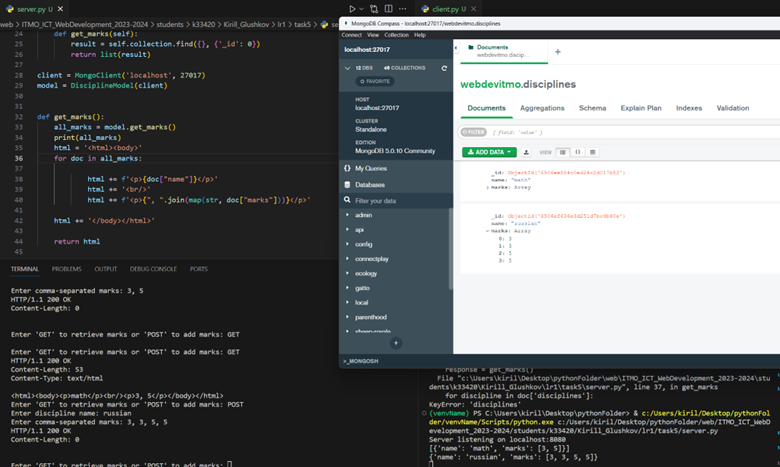 server.py U
client.py U
web > ITMO_ICT_WebDevelopment_2023-2024 > students > k33420 > Kirill_Glushkov > lr1 > task5 > se
24 def get_marks(self):
25 result = self.collection.find({}, {'_id': 0})
26 return list(result)
27
28 client = MongoClient('localhost', 27017)
29 model = DisciplineModel(client)
30
31
32 def get_marks():
33 all_marks = model.get_marks()
34 print(all_marks)
35 html = '<html><body>'
36 for doc in all_marks:
37
38 html += f'<p>{doc["name"]}</p>'
39 html += '<br/>'
40 html += f'<p>{", ".join(map(str, doc["marks"]))}</p>'
41
42 html += '</body></html>'
43
44 return html
45
TERMINAL PROBLEMS OUTPUT DEBUG CONSOLE PORTS
Enter comma-separated marks: 3, 5
HTTP/1.1 200 OK
Content-Length: 0
Enter 'GET' to retrieve marks or 'POST' to add marks: GET
Enter 'GET' to retrieve marks or 'POST' to add marks: GET
HTTP/1.1 200 OK
Content-Length: 53
Content-Type: text/html
<html><body><p>math</p><br/><p>3, 5</p></body></html>
Enter 'GET' to retrieve marks or 'POST' to add marks: POST
Enter discipline name: russian
Enter comma-separated marks: 3, 3, 5, 5
HTTP/1.1 200 OK
Content-Length: 0
Enter 'GET' to retrieve marks or 'POST' to add marks:
MongoDB Compass - localhost:27017/webdevitmo.disciplines
Connect View Collection Help
localhost:27017
12 DBS 48 COLLECTIONS
FAVORITE
HOST
localhost:27017
CLUSTER
Standalone
EDITION
MongoDB 5.0.10 Community
{} My Queries
Databases
Filter your data
admin
api
config
connectplay
ecology
gatto
local
parenthood
>_MONGOSH
Documents
webdevitmo.discip...
webdevitmo.disciplines
Documents Aggregations Schema Explain Plan Indexes Validation
FILTER { field: 'value' }
ADD DATA VIEW
name: "math"
marks: Array
name: "russian"
marks: Array
0: 3
1: 3
2: 5
3: 5
response = get_marks()
File "c:\Users\kiril\Desktop\pythonFolder\web\ITMO_ICT_WebDevelopment_2023-2024\stu
dents\k33420\Kirill_Glushkov\lr1\task5\server.py", line 37, in get_marks
for discipline in doc['disciplines']:
KeyError: 'disciplines'
(venvName) PS C:\Users\kiril\Desktop\pythonFolder> & c:/Users/kiril/Desktop/pythonFol
der/venvName/Scripts/python.exe c:/Users/kiril/Desktop/pythonFolder/web/ITMO_ICT_WebD
evelopment_2023-2024/students/k33420/Kirill_Glushkov/lr1/task5/server.py
Server listening on localhost:8080
[{'name': 'math', 'marks': [3, 5]}]
{'name': 'russian', 'marks': [3, 3, 5, 5]}